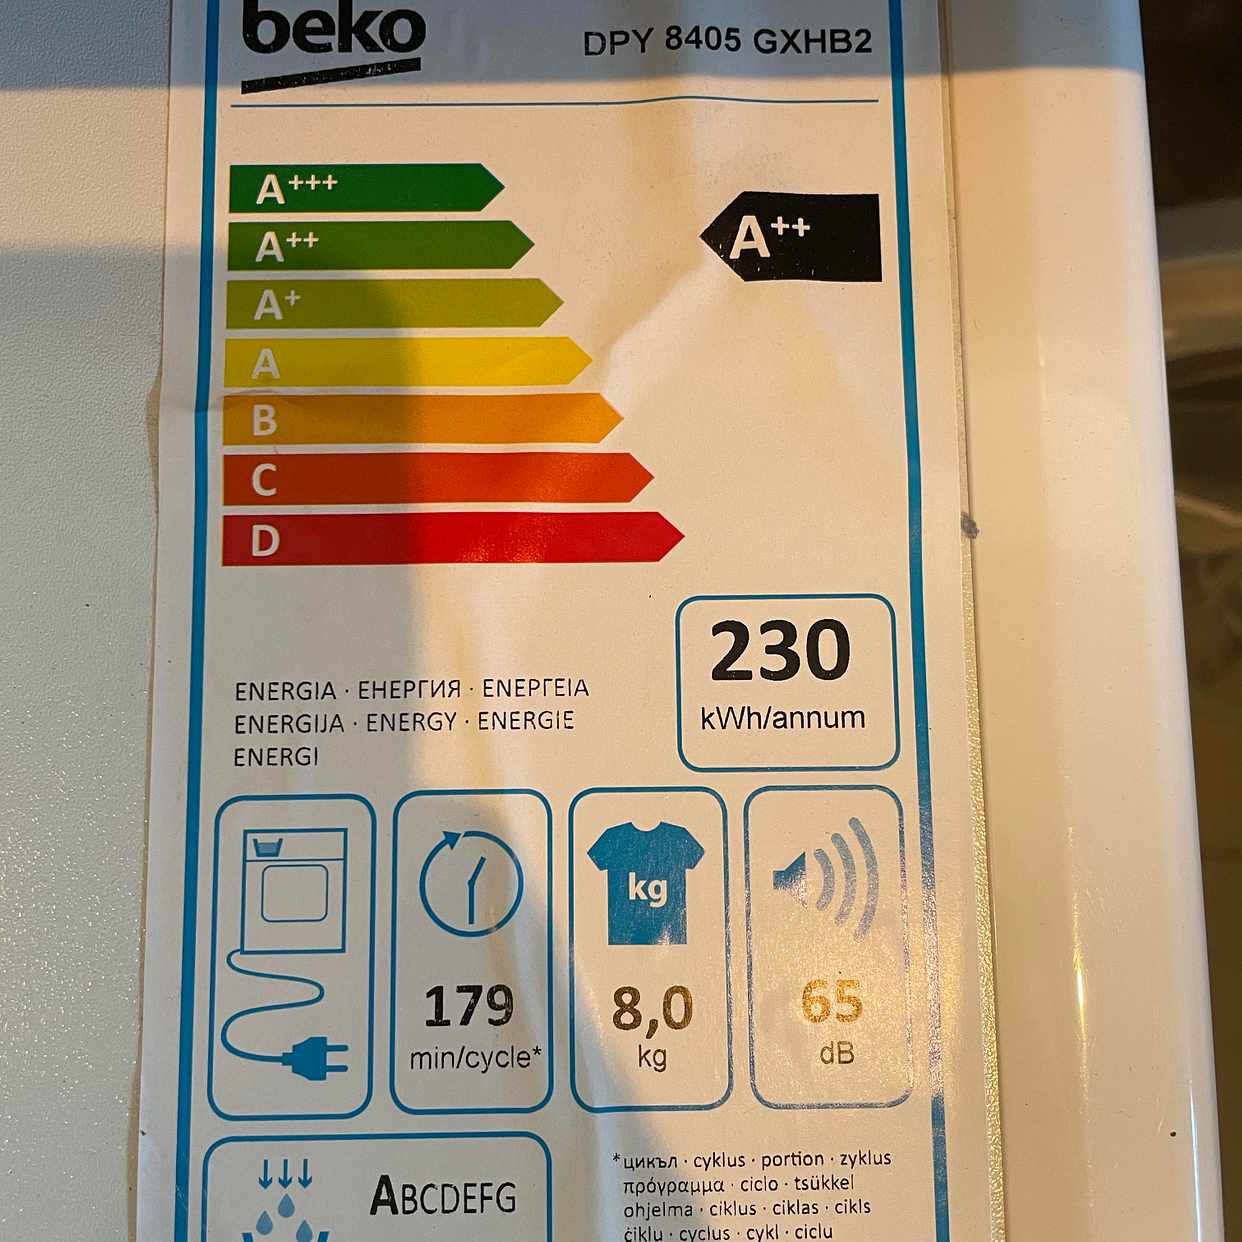 beko
DPY 8405 GXHB2
A+++
A++
A++
A+
A
B
C
D
230
kWh/annum
ENERGIA · ЕНЕРГИЯ · ΕΝΕΡΓΕΙΑ
ENERGIJA · ENERGY · ENERGIE
ENERGI
179
min/cycle*
kg
8,0
kg
65
dB
ABCDEFG
*цикъл · cyklus · portion · zyklus
πρόγραμμα · ciclo · tsükkel
ohjelma · ciklus · ciklas · cikls
ċiklu · cyclus · cykl · ciclu